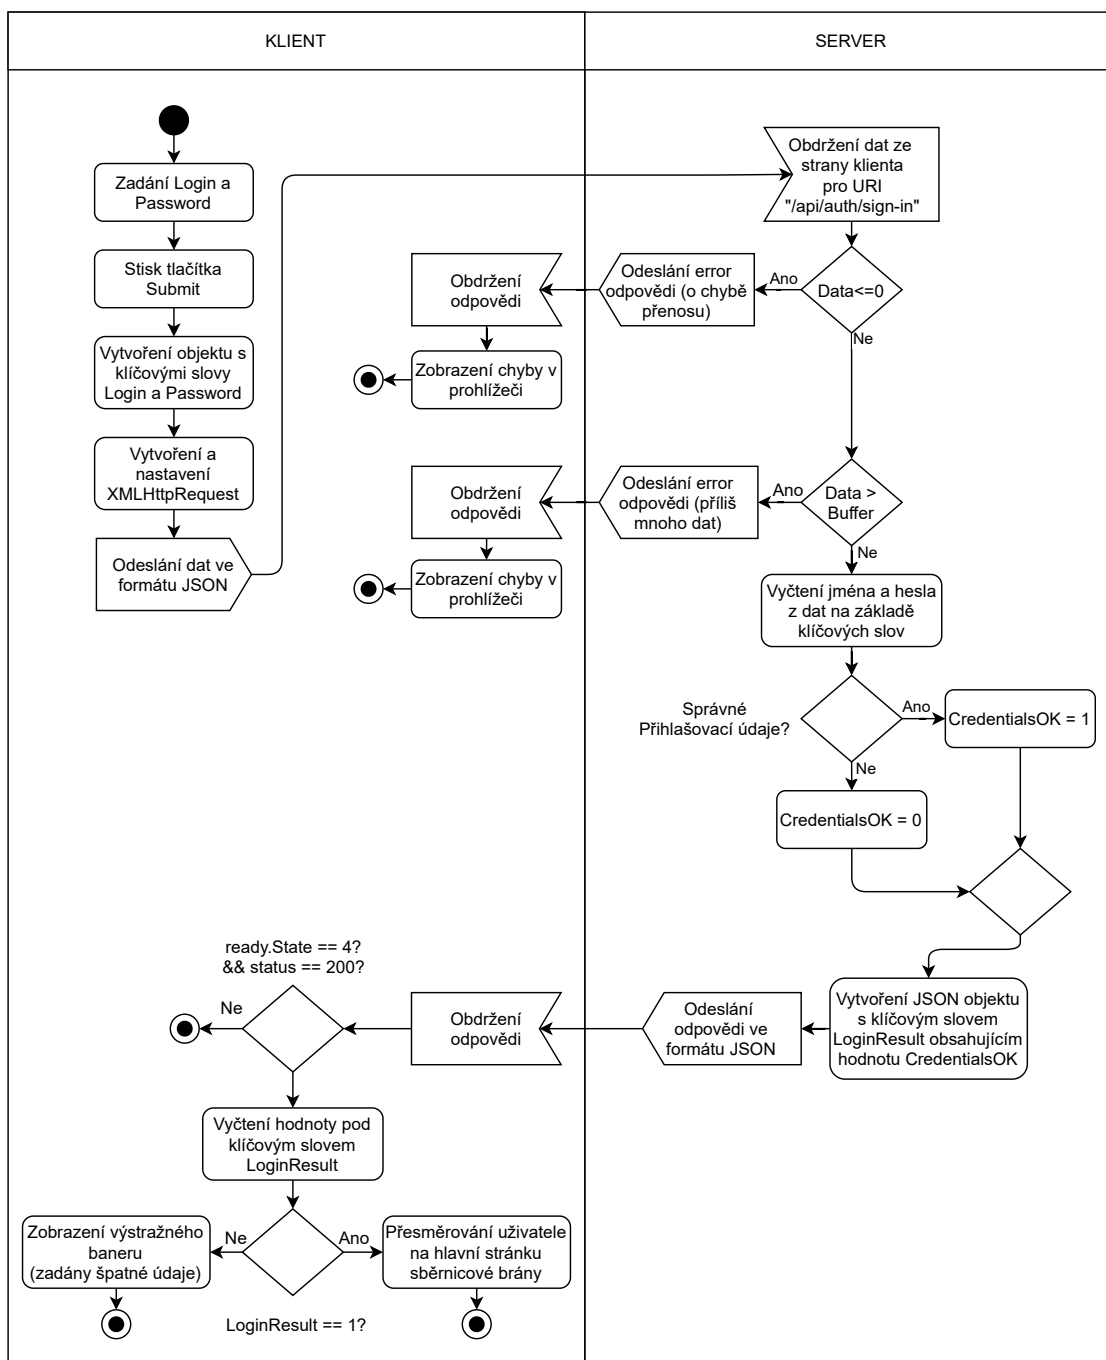 KLIENT
SERVER
Zadání Login a
Password
Stisk tlačítka
Submit
Vytvoření objektu s
klíčovými slovy
Login a Password
Vytvoření a
nastavení
XMLHttpRequest
Odeslání dat ve
formátu JSON
Obdržení dat ze
strany klienta
pro URI
"/api/auth/sign-in"
Data<=0
Ano
Ne
Odeslání error
odpovědi (o chybě
přenosu)
Obdržení
odpovědi
Zobrazení chyby v
prohlížeči
Data >
Buffer
Ano
Ne
Odeslání error
odpovědi (příliš
mnoho dat)
Obdržení
odpovědi
Zobrazení chyby v
prohlížeči
Vyčtení jména a hesla
z dat na základě
klíčových slov
Správné
Přihlašovací údaje?
Ano
Ne
CredentialsOK = 1
CredentialsOK = 0
Vytvoření JSON objektu
s klíčovým slovem
LoginResult obsahujícím
hodnotu CredentialsOK
Odeslání
odpovědi ve
formátu JSON
Obdržení
odpovědi
ready.State == 4?
&& status == 200?
Ne
Vyčtení hodnoty pod
klíčovým slovem
LoginResult
Ne
Ano
Zobrazení výstražného
baneru
(zadány špatné údaje)
Přesměrování uživatele
na hlavní stránku
sběrnicové brány
LoginResult == 1?